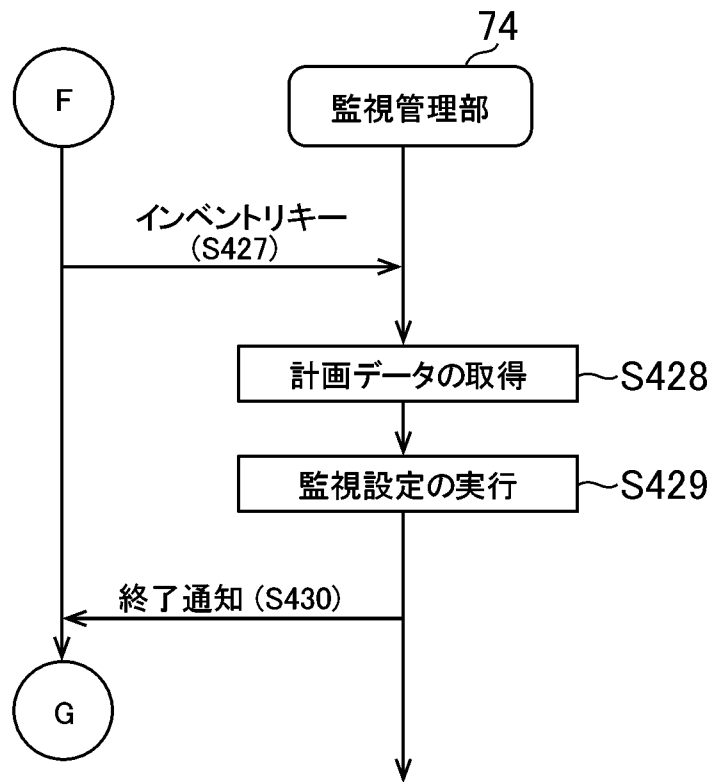 74
F
監視管理部
インベントリキー
(S427)
計画データの取得
S428
監視設定の実行
S429
終了通知 (S430)
G